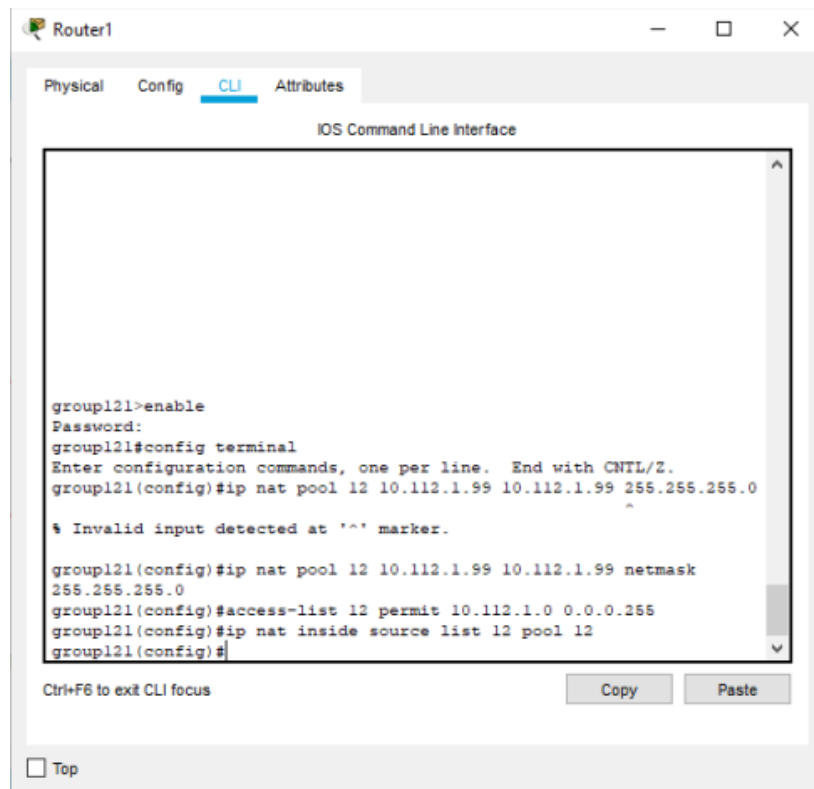 Router1
Physical Config CLI Attributes
IOS Command Line Interface
group121>enable
Password:
group121#config terminal
Enter configuration commands, one per line.  End with CNTL/Z.
group121(config)#ip nat pool 12 10.112.1.99 10.112.1.99 255.255.255.0
^
% Invalid input detected at '^' marker.
group121(config)#ip nat pool 12 10.112.1.99 10.112.1.99 netmask
255.255.255.0
group121(config)#access-list 12 permit 10.112.1.0 0.0.0.255
group121(config)#ip nat inside source list 12 pool 12
group121(config)#
Ctrl+F6 to exit CLI focus
Copy Paste
Top